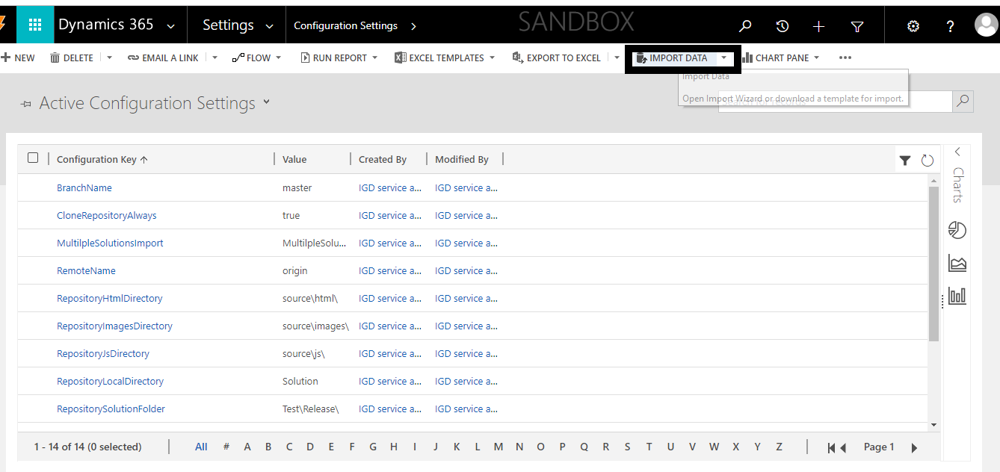 Dynamics 365 Settings Configuration Settings SANDBOX
NEW DELETE EMAIL A LINK FLOW RUN REPORT EXCEL TEMPLATES EXPORT TO EXCEL IMPORT DATA CHART PANE
Import Data
Open Import Wizard or download a template for import.
Active Configuration Settings
Search for records
Configuration Key Value Created By Modified By
BranchName master IGD service a... IGD service a...
CloneRepositoryAlways true IGD service a... IGD service a...
MultilpleSolutionsImport MultilpleSolu... IGD service a... IGD service a...
RemoteName origin IGD service a... IGD service a...
RepositoryHtmlDirectory source\html\ IGD service a... IGD service a...
RepositoryImagesDirectory source\images\ IGD service a... IGD service a...
RepositoryJsDirectory source\js\ IGD service a... IGD service a...
RepositoryLocalDirectory Solution IGD service a... IGD service a...
RepositorySolutionFolder Test\Release\ IGD service a... IGD service a...
Charts
1 - 14 of 14 (0 selected) All # A B C D E F G H I J K L M N O P Q R S T U V W X Y Z Page 1